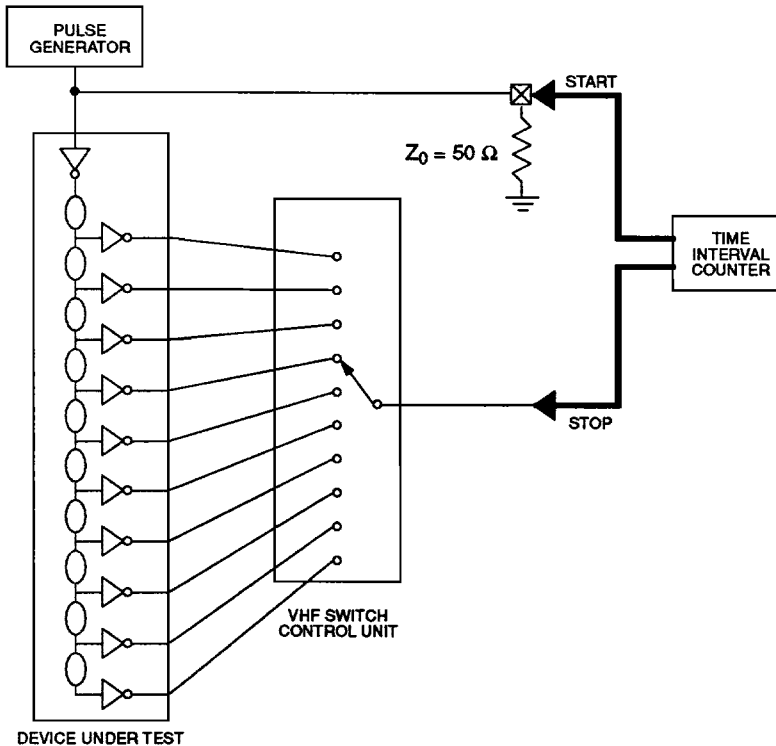 PULSE
GENERATOR
START
Z₀ = 50 Ω
TIME
INTERVAL
COUNTER
STOP
VHF SWITCH
CONTROL UNIT
DEVICE UNDER TEST